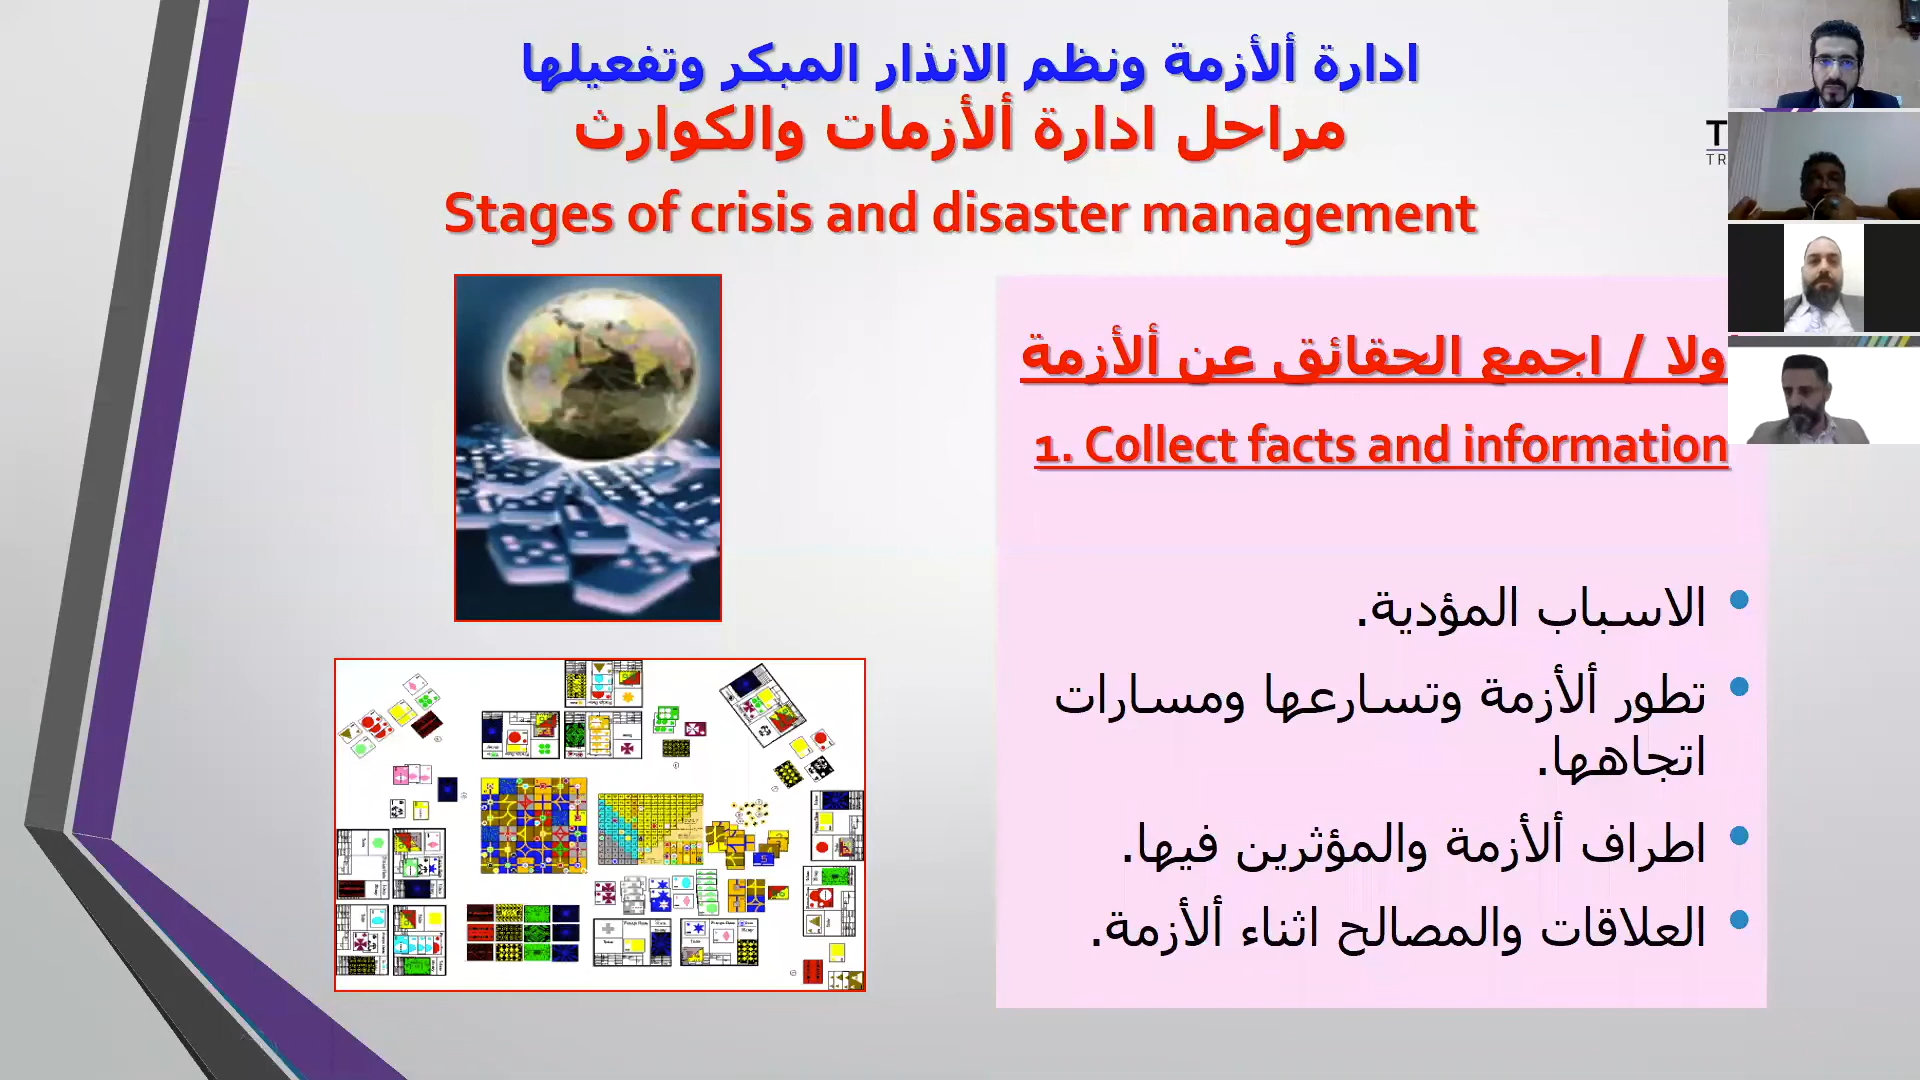 ادارة ألأزمة ونظم الانذار المبكر وتفعيلها
مراحل ادارة ألأزمات والكوارث
Stages of crisis and disaster management
ولا / اجمع الحقائق عن ألأزمة
1. Collect facts and information
• الاسباب المؤدية.
• تطور ألأزمة وتسارعها ومسارات
اتجاهها.
• اطراف ألأزمة والمؤثرين فيها.
• العلاقات والمصالح اثناء ألأزمة.